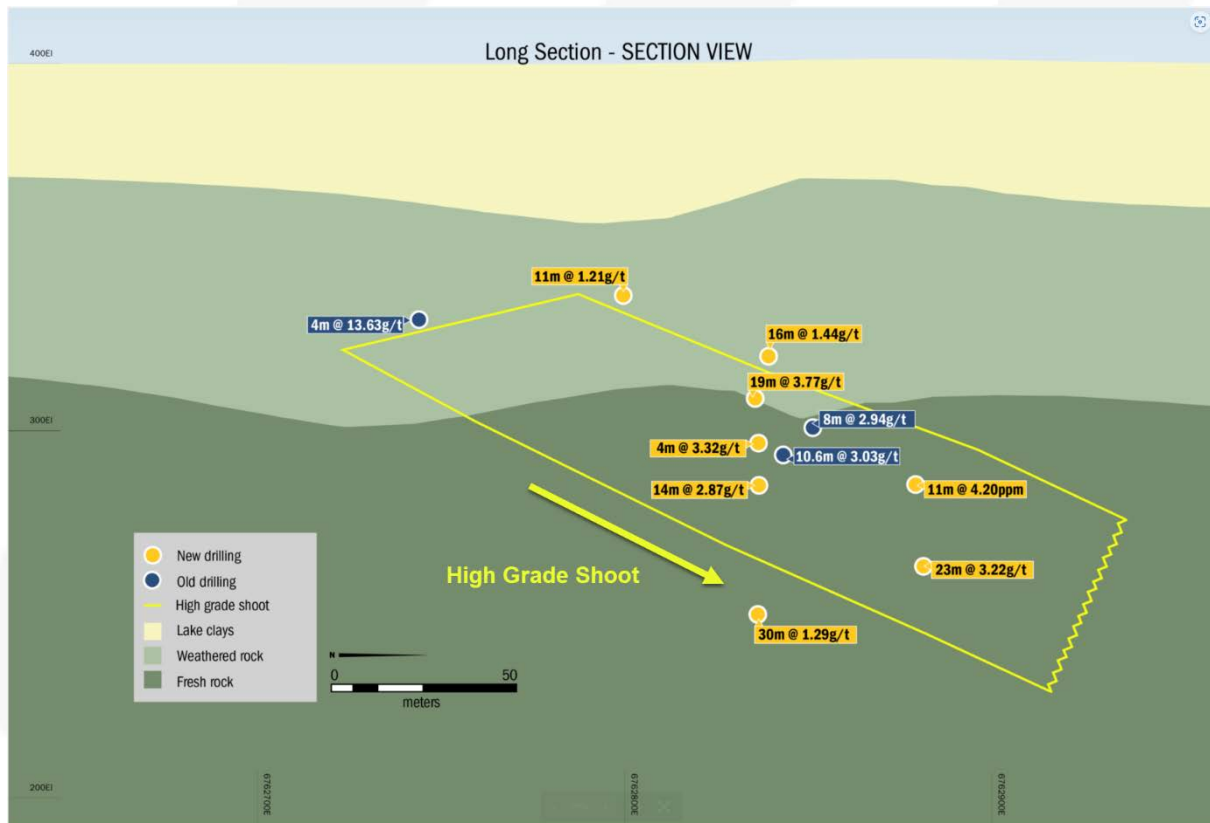 Long Section - SECTION VIEW
400El
11m @ 1.21g/t
4m @ 13.63g/t
16m @ 1.44g/t
19m @ 3.77g/t
300El
8m @ 2.94g/t
4m @ 3.32g/t
10.6m @ 3.03g/t
14m @ 2.87g/t
11m @ 4.20ppm
High Grade Shoot
23m @ 3.22g/t
30m @ 1.29g/t
New drilling
Old drilling
High grade shoot
Lake clays
Weathered rock
Fresh rock
N
0 50
meters
200El
6762700E
6762800E
6762900E